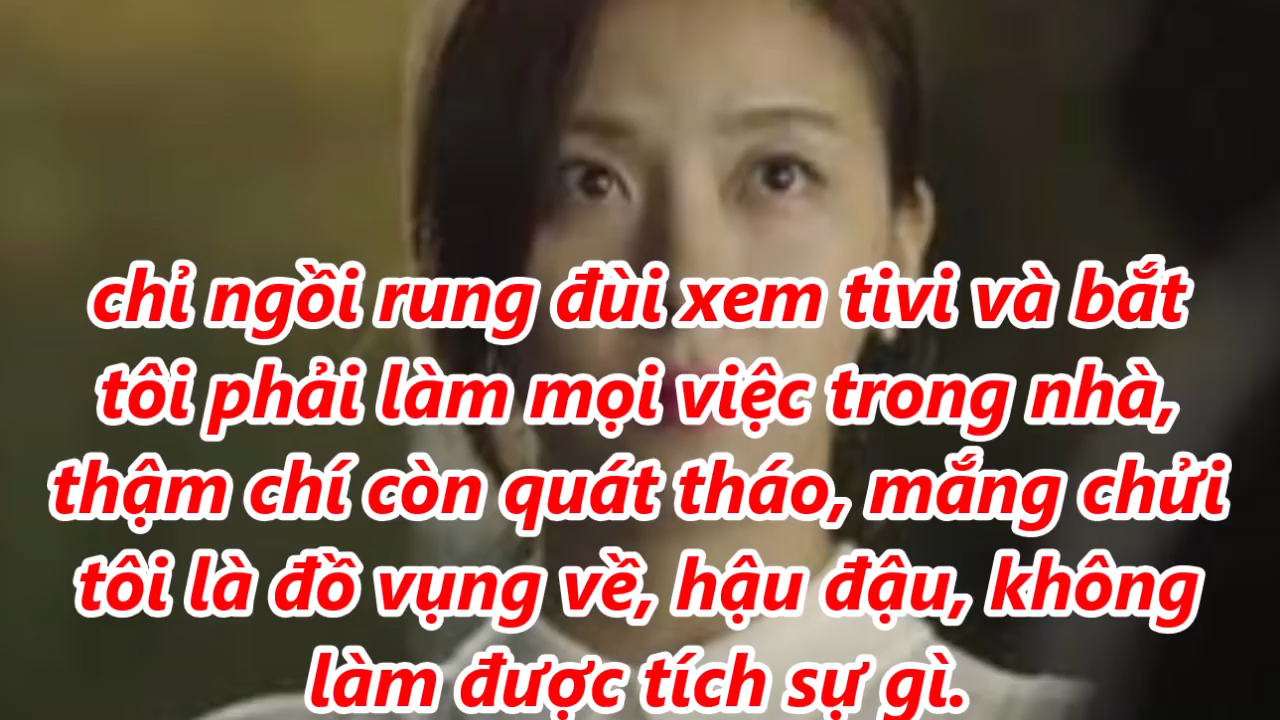 chỉ ngồi rung đùi xem tivi và bắt
tôi phải làm mọi việc trong nhà,
thậm chí còn quát tháo, mắng chửi
tôi là đồ vụng về, hậu đậu, không
làm được tích sự gì.